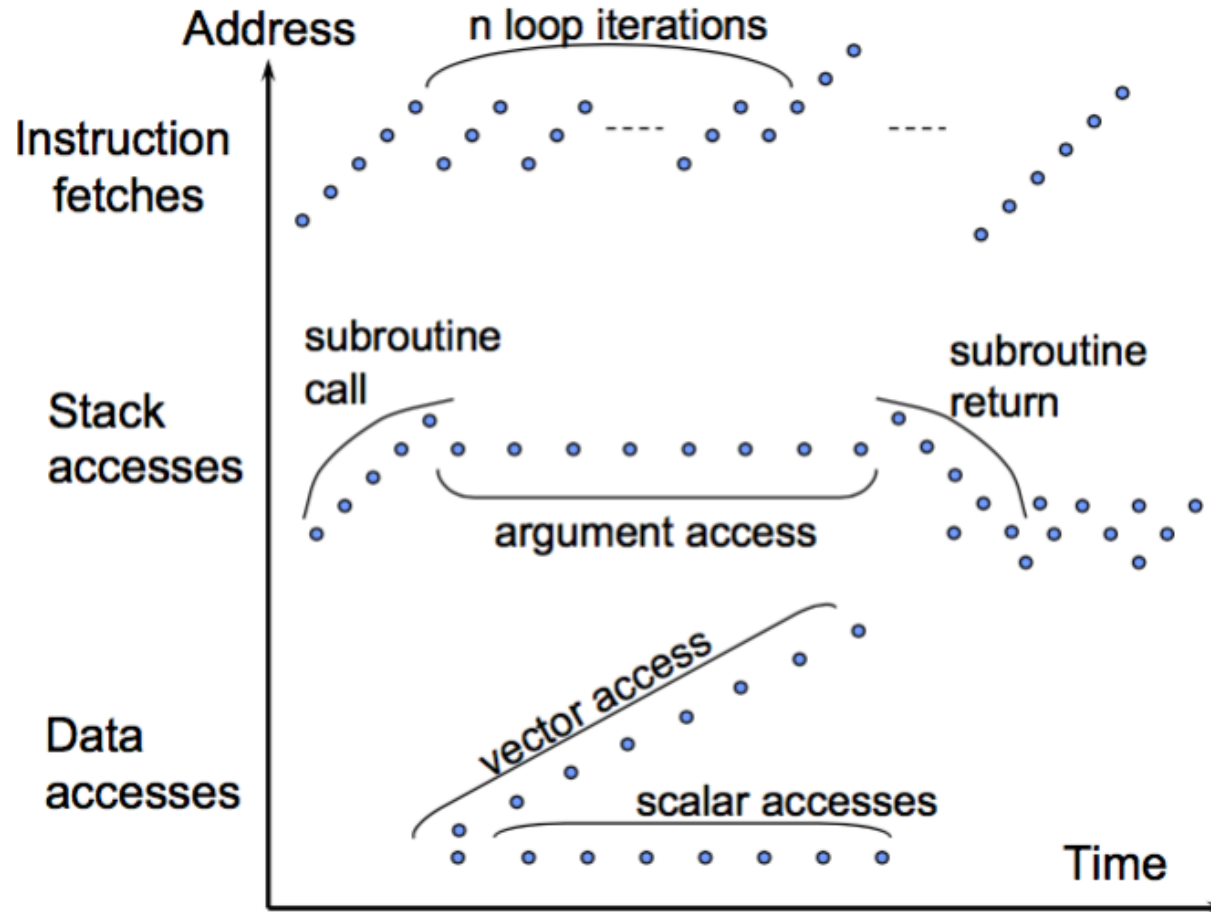 Address
n loop iterations
Instruction
fetches
subroutine
call
subroutine
return
Stack
accesses
argument access
vector access
Data
accesses
scalar accesses
Time